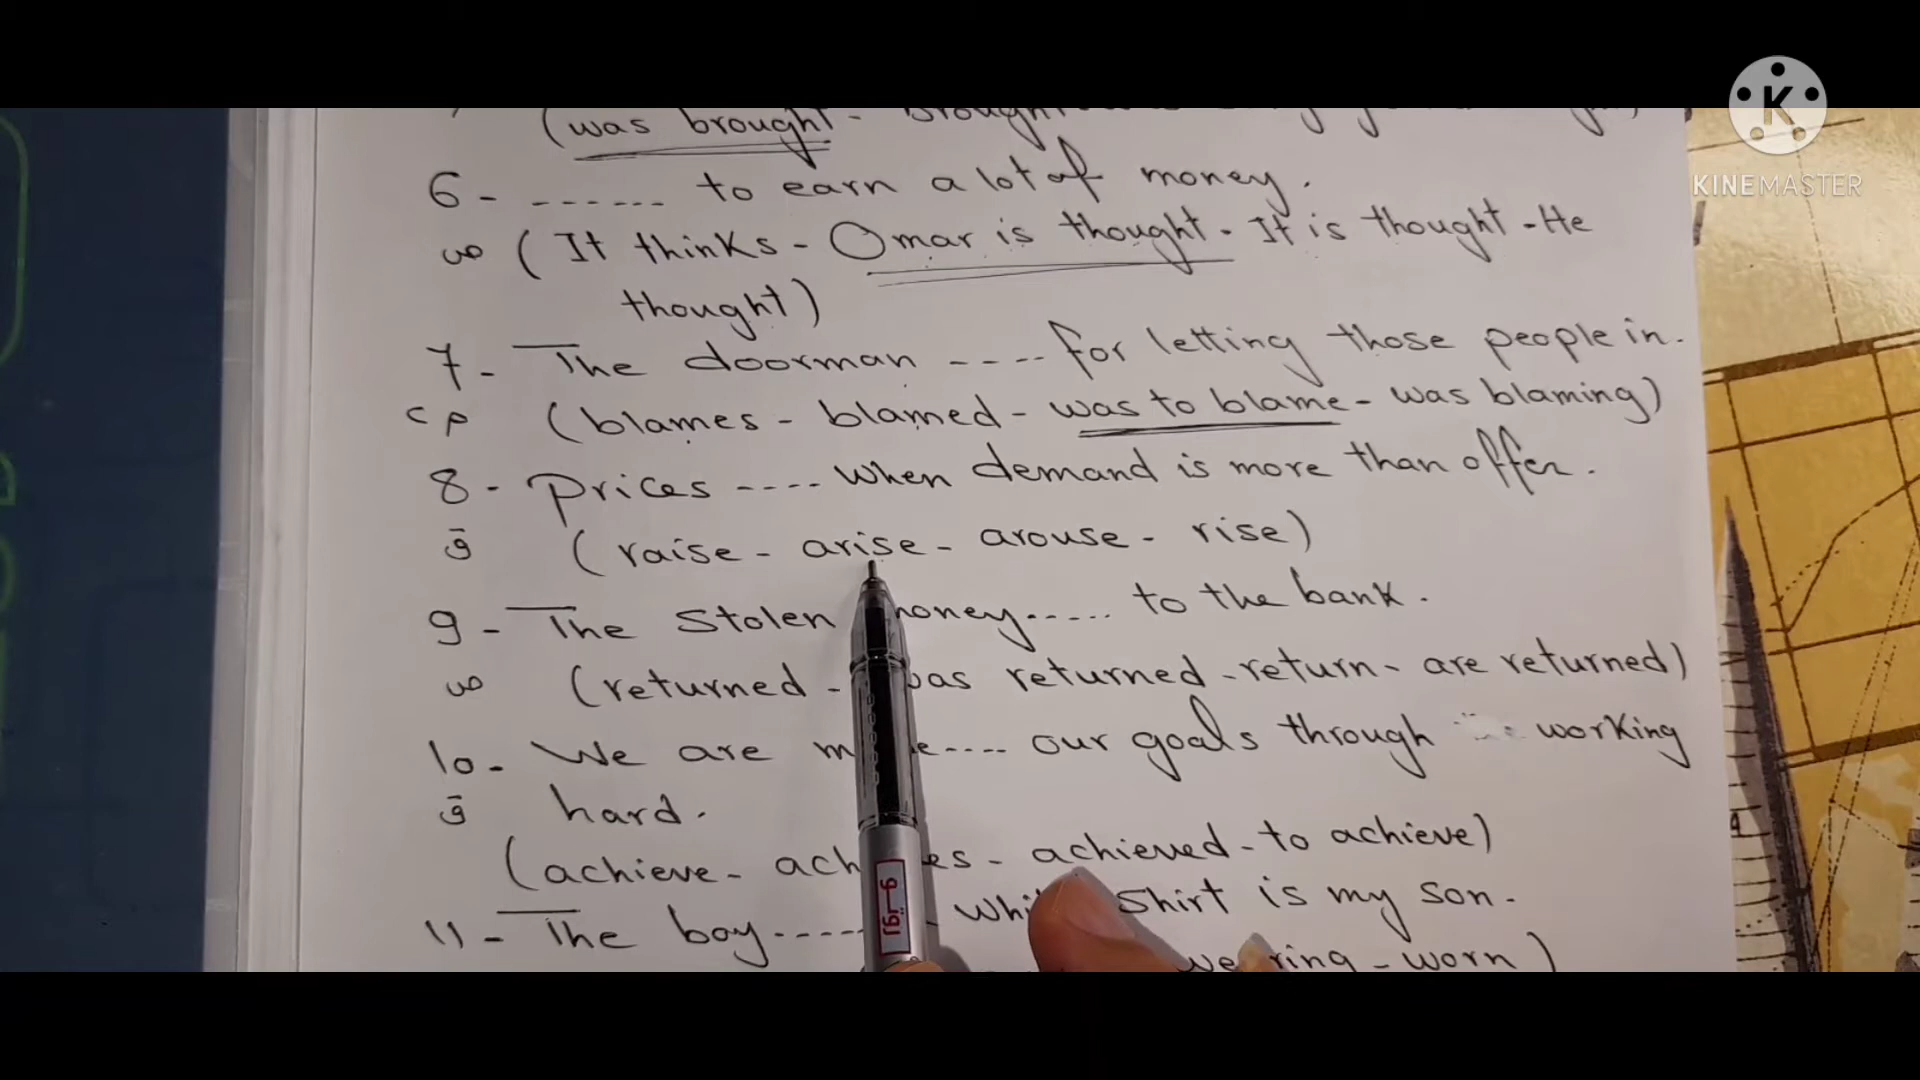 (was brought -
6 - ------ to earn a lot of money.
(It thinks - Omar is thought - It is thought - He
thought)
7 - The doorman ---- for letting those people in.
(blames - blamed - was to blame - was blaming)
8 - Prices ---- when demand is more than offer.
(raise - arise - arouse - rise)
9 - The stolen money..... to the bank.
(returned - was returned - return - are returned)
10 - We are ---- our goals through working
hard.
(achieve - achieved - to achieve)
11 - The boy ----- shirt is my son.
- worn)
K
KINEMASTER
روتو